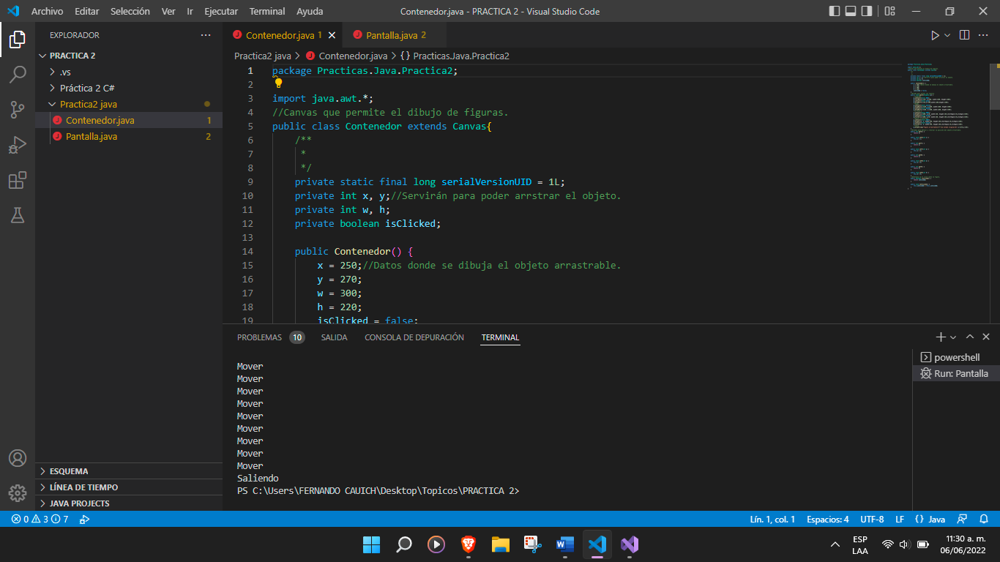 Archivo Editar Selección Ver Ir Ejecutar Terminal Ayuda Contenedor.java - PRACTICA 2 - Visual Studio Code
EXPLORADOR
PRACTICA 2
.vs
Práctica 2 C#
Practica2 java
Contenedor.java 1
Pantalla.java 2
ESQUEMA
LÍNEA DE TIEMPO
JAVA PROJECTS
Contenedor.java 1 Pantalla.java 2
Practica2 java > Contenedor.java > {} Practicas.Java.Practica2
1 package Practicas.Java.Practica2;
2
3 import java.awt.*;
4 //Canvas que permite el dibujo de figuras.
5 public class Contenedor extends Canvas{
6 /**
7 *
8 */
9 private static final long serialVersionUID = 1L;
10 private int x, y;//Servirán para poder arrstrar el objeto.
11 private int w, h;
12 private boolean isClicked;
13
14 public Contenedor() {
15 x = 250;//Datos donde se dibuja el objeto arrastrable.
16 y = 270;
17 w = 300;
18 h = 220;
19 isClicked = false;
PROBLEMAS 10 SALIDA CONSOLA DE DEPURACIÓN TERMINAL
Mover
Mover
Mover
Mover
Mover
Mover
Mover
Mover
Mover
Saliendo
PS C:\Users\FERNANDO CAUICH\Desktop\Topicos\PRACTICA 2>
powershell
Run: Pantalla
0 3 7 Lín. 1, col. 1 Espacios: 4 UTF-8 LF {} Java
ESP
LAA
11:30 a. m.
06/06/2022